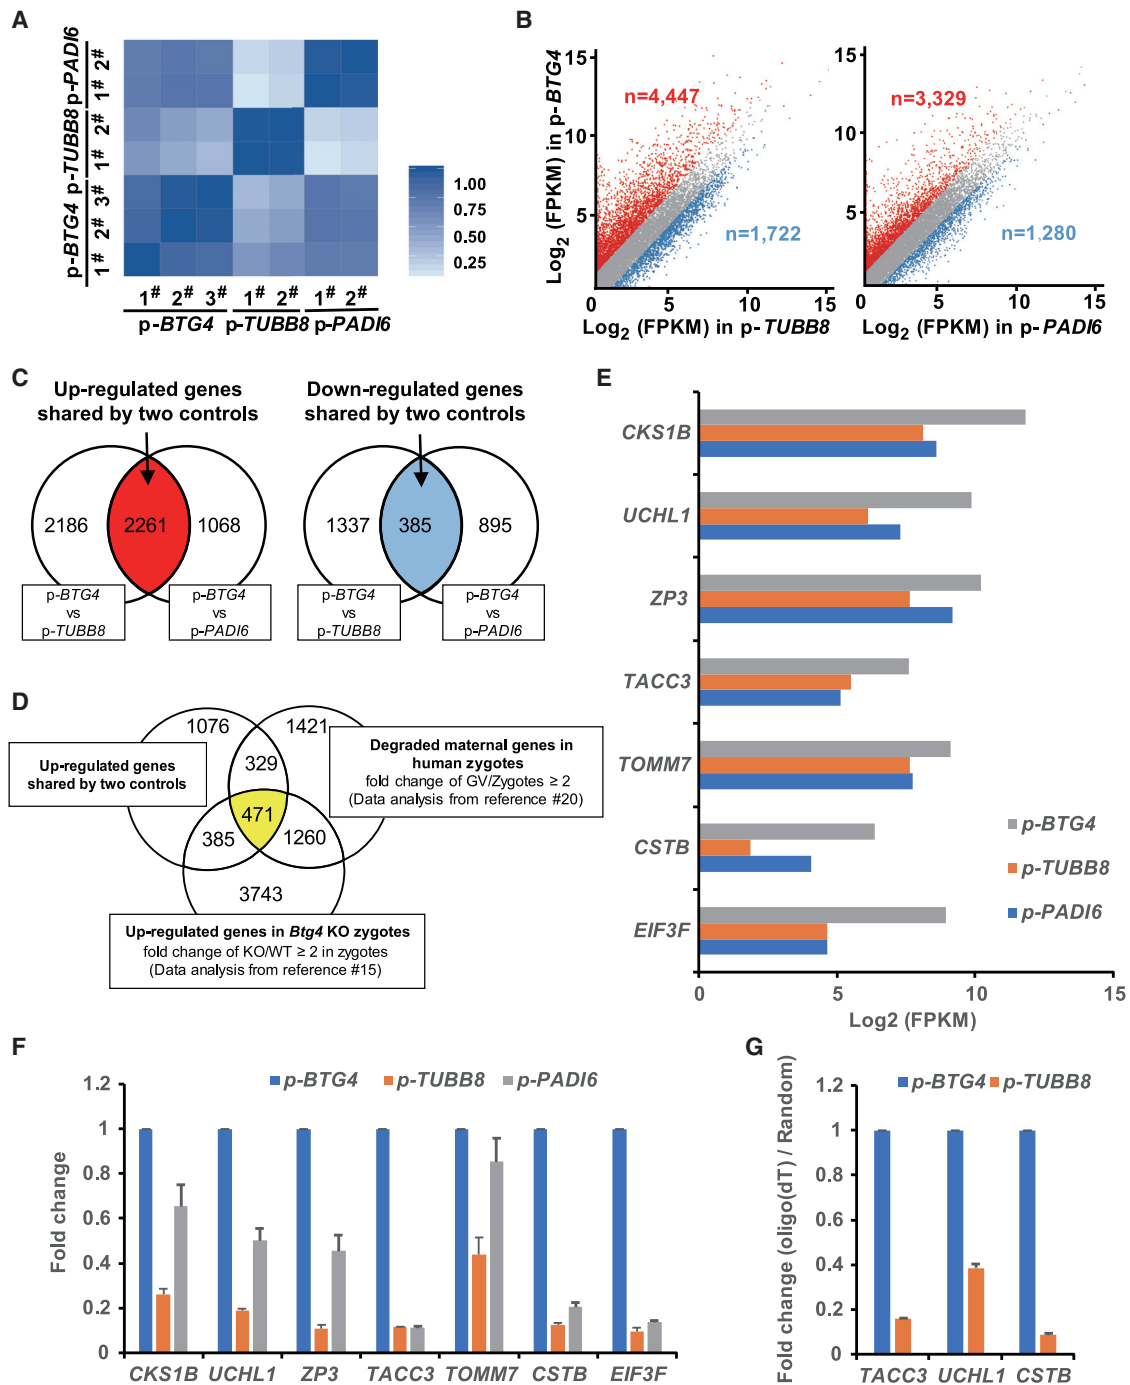 A
p-BTG4 p-TUBB8 p-PADI6
2#
1#
2#
1#
3#
2#
1#
1# 2# 3# 1# 2# 1# 2#
p-BTG4 p-TUBB8 p-PADI6
1.00
0.75
0.50
0.25
B
Log2 (FPKM) in p-BTG4
15
10
5
n=4,447
n=1,722
0 5 10 15
Log2 (FPKM) in p-TUBB8
15
10
5
n=3,329
n=1,280
0 5 10 15
Log2 (FPKM) in p-PADI6
C
Up-regulated genes
shared by two controls
2186 2261 1068
p-BTG4
vs
p-TUBB8
p-BTG4
vs
p-PADI6
Down-regulated genes
shared by two controls
1337 385 895
p-BTG4
vs
p-TUBB8
p-BTG4
vs
p-PADI6
D
1076 1421
329
471
385 1260
3743
Up-regulated genes
shared by two controls
Degraded maternal genes in
human zygotes
fold change of GV/Zygotes ≥ 2
(Data analysis from reference #20)
Up-regulated genes in Btg4 KO zygotes
fold change of KO/WT ≥ 2 in zygotes
(Data analysis from reference #15)
E
CKS1B
UCHL1
ZP3
TACC3
TOMM7
CSTB
EIF3F
p-BTG4
p-TUBB8
p-PADI6
0 5 10 15
Log2 (FPKM)
F
p-BTG4 p-TUBB8 p-PADI6
Fold change
1.2
1
0.8
0.6
0.4
0.2
0
CKS1B UCHL1 ZP3 TACC3 TOMM7 CSTB EIF3F
G
p-BTG4 p-TUBB8
Fold change (oligo(dT) / Random)
1.2
1
0.8
0.6
0.4
0.2
0
TACC3 UCHL1 CSTB